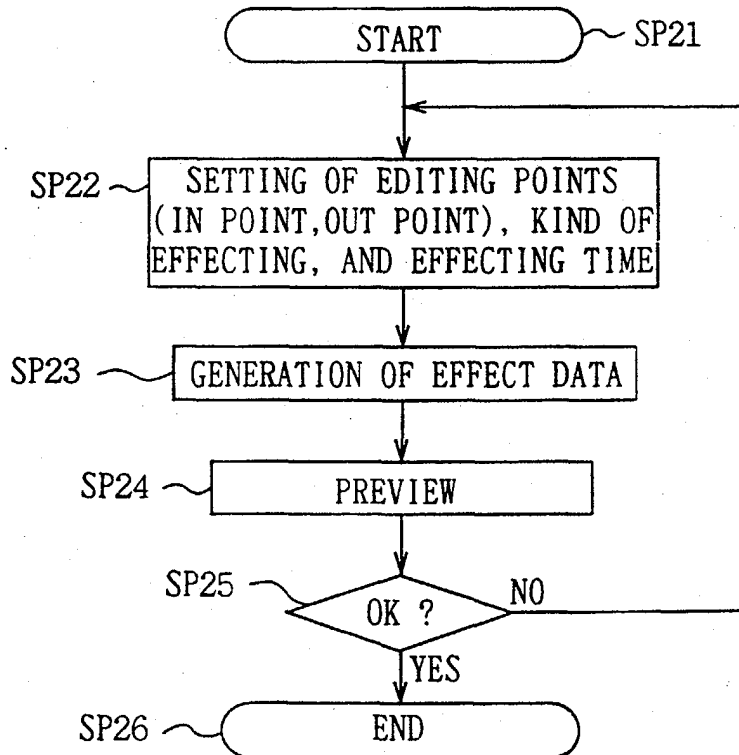 START
SP21
SP22
SETTING OF EDITING POINTS
(IN POINT,OUT POINT), KIND OF
EFFECTING, AND EFFECTING TIME
SP23
GENERATION OF EFFECT DATA
SP24
PREVIEW
SP25
OK ?
NO
YES
SP26
END